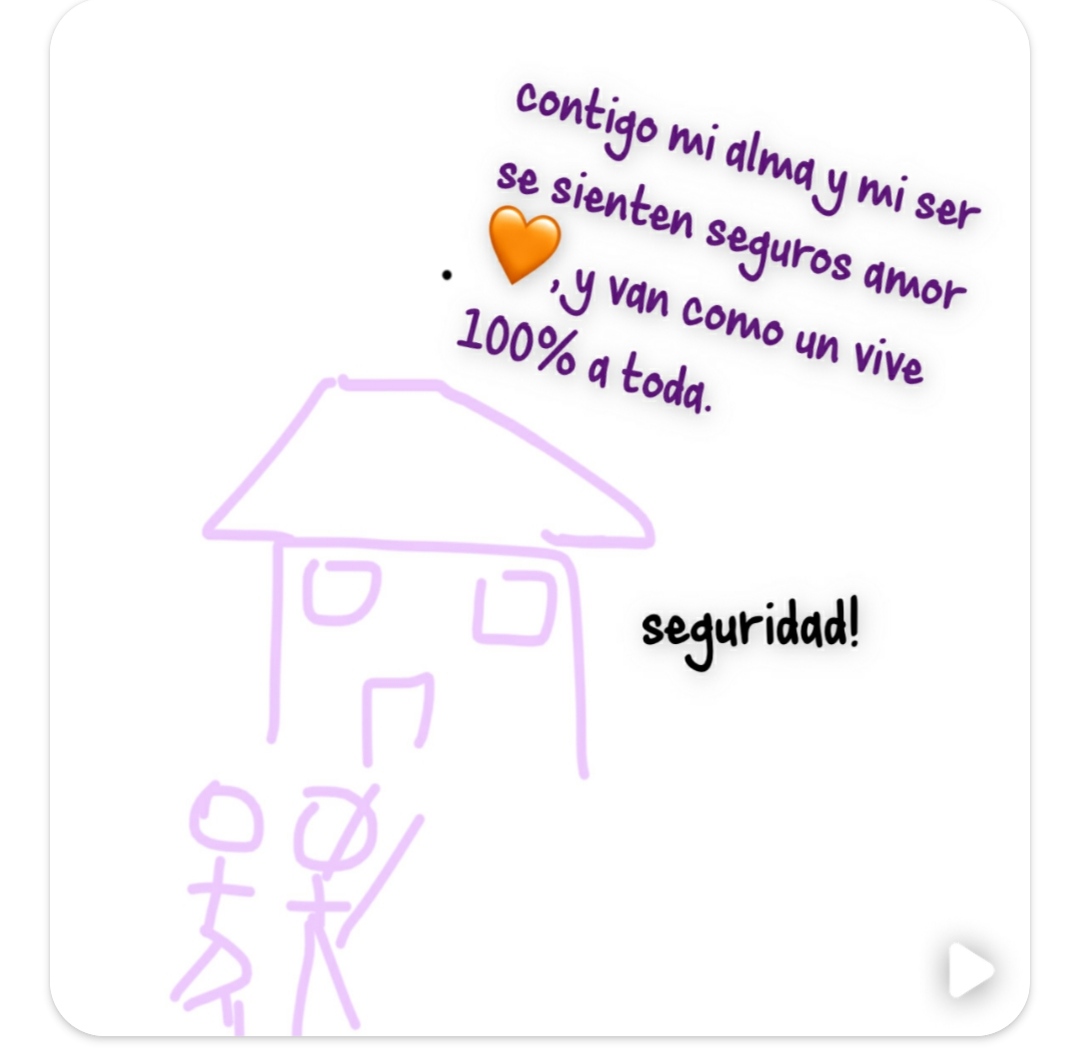 contigo mi alma y mi ser
se sienten seguros amor
🧡, y van como un vive
100% a toda.
seguridad!